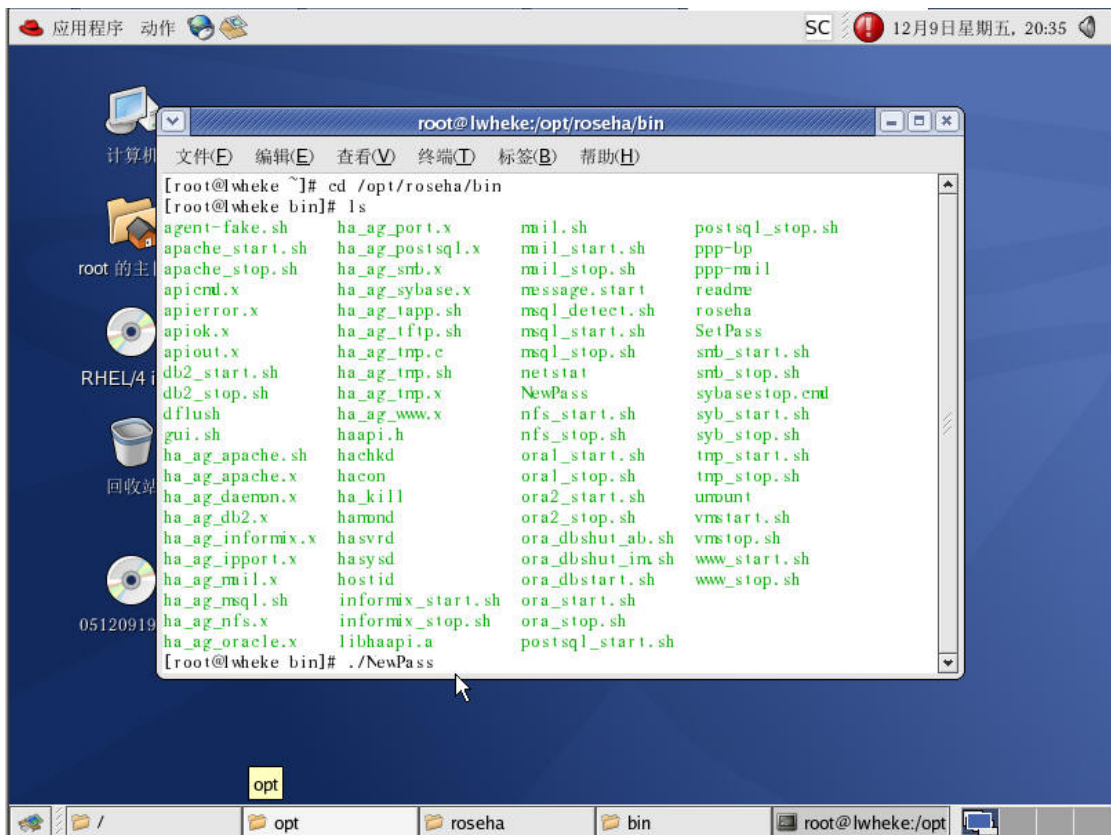 应用程序 动作 SC 12月9日星期五, 20:35
root@lwheke:/opt/roseha/bin
计算机 文件(F) 编辑(E) 查看(V) 终端(T) 标签(B) 帮助(H)
[root@lwheke ~]# cd /opt/roseha/bin
[root@lwheke bin]# ls
agent-fake.sh ha_ag_port.x mail.sh postsql_stop.sh
apache_start.sh ha_ag_postsql.x mail_start.sh ppp-bp
root 的主 apache_stop.sh ha_ag_smb.x mail_stop.sh ppp-mail
apicmd.x ha_ag_sybase.x message.start readme
apierror.x ha_ag_tapp.sh msql_detect.sh roseha
apiok.x ha_ag_tftp.sh msql_start.sh SetPass
apiout.x ha_ag_tmp.c msql_stop.sh smb_start.sh
RHEL/4 i db2_start.sh ha_ag_tmp.sh netstat smb_stop.sh
db2_stop.sh ha_ag_tmp.x NewPass sybasestop.cmd
dflush ha_ag_www.x nfs_start.sh syb_start.sh
gui.sh haapi.h nfs_stop.sh syb_stop.sh
ha_ag_apache.sh hachkd ora1_start.sh tmp_start.sh
回收站 ha_ag_apache.x hacon ora1_stop.sh tmp_stop.sh
ha_ag_daemon.x ha_kill ora2_start.sh umount
ha_ag_db2.x hamond ora2_stop.sh vmstart.sh
ha_ag_informix.x hasvrd ora_dbshut_ab.sh vmstop.sh
ha_ag_ipport.x hasysd ora_dbshut_im.sh www_start.sh
ha_ag_mail.x hostid ora_dbstart.sh www_stop.sh
ha_ag_msql.sh informix_start.sh ora_start.sh
05120919 ha_ag_nfs.x informix_stop.sh ora_stop.sh
ha_ag_oracle.x libhaapi.a postsql_start.sh
[root@lwheke bin]# ./NewPass
opt
/ opt roseha bin root@lwheke:/opt